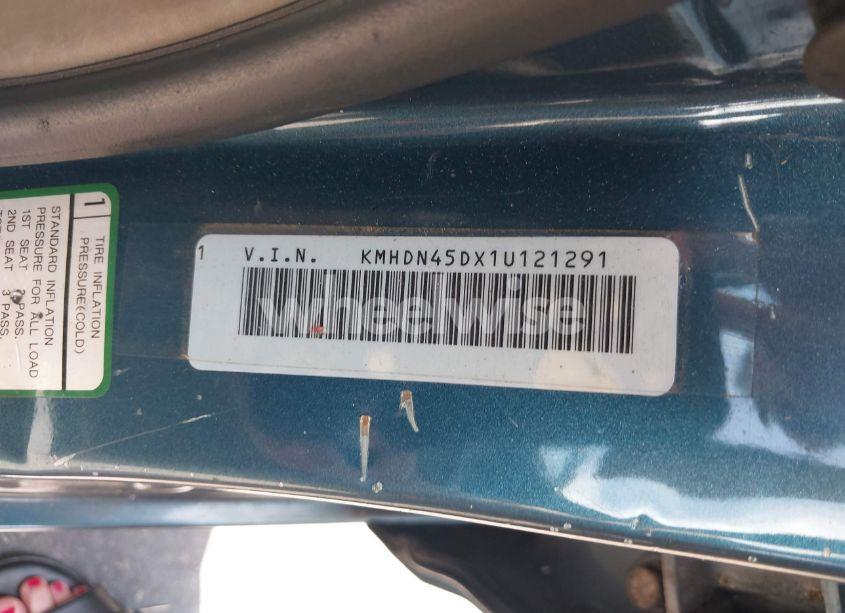 1 V.I.N. KMHDN45DX1U121291
wheelwise
1
TIRE INFLATION
PRESSURE(COLD)
STANDARD INFLATION
PRESSURE FOR ALL LOAD
1ST SEAT PASS.
2ND SEAT 3 PASS.